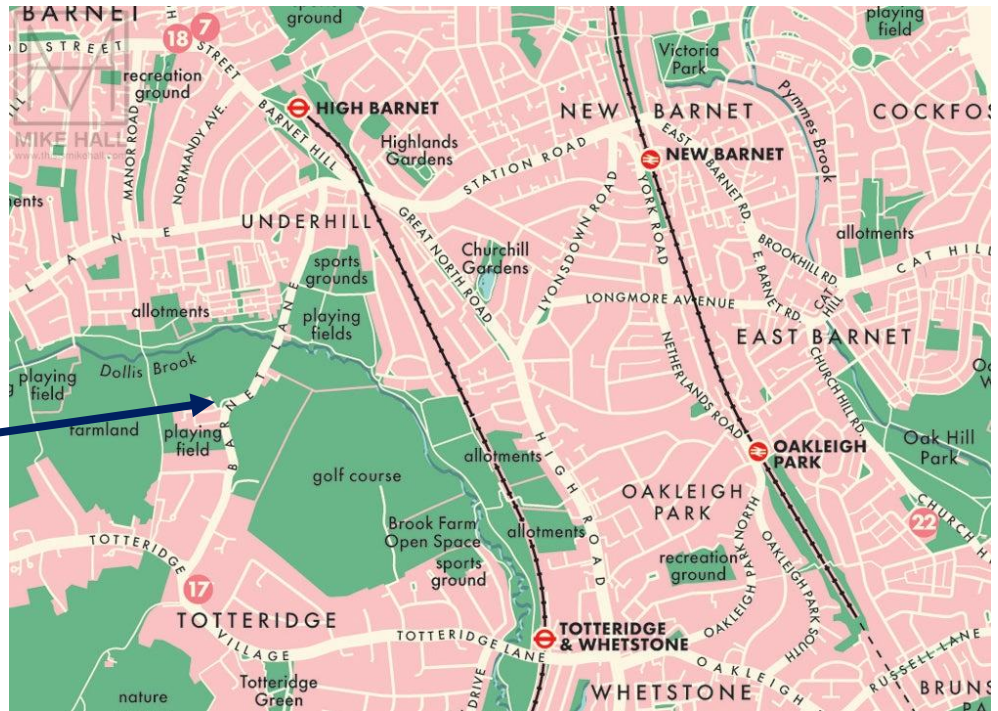 BARNET
OD STREET
18
7
STREET
recreation
ground
MIKE HALL
MANOR ROAD
NORMANDY AVE.
BARNET HILL
HIGH BARNET
sports
ground
Highlands
Gardens
STATION ROAD
NEW BARNET
Victoria
Park
playing
field
Pymmes Brook
COCKFOS
NEW BARNET
EAST BARNET RD.
YORK ROAD
UNDERHILL
GREAT NORTH ROAD
LYONSDOWN ROAD
Churchill
Gardens
sports
grounds
LANE
allotments
playing
fields
LONGMORE AVENUE
BROOKHILL RD.
E. BARNET RD.
CAT HILL
CAT HILL
allotments
EAST BARNET
CHURCH HILL RD.
Dollis Brook
playing
field
farmland
playing
field
BARNET LANE
NETHERLANDS ROAD
OAKLEIGH
PARK
Oak Hill
Park
golf course
allotments
HIGH ROAD
OAKLEIGH
PARK
22
CHURCH H
Brook Farm
Open Space
sports
ground
allotments
recreation
ground
OAKLEIGH PARK NORTH
OAKLEIGH PARK SOUTH
TOTTERIDGE
17
TOTTERIDGE
VILLAGE
TOTTERIDGE LANE
TOTTERIDGE
& WHETSTONE
OAKLEIGH
RUSSELL LANE
nature
Totteridge
Green
DRIVE
WHETSTONE
BRUNS